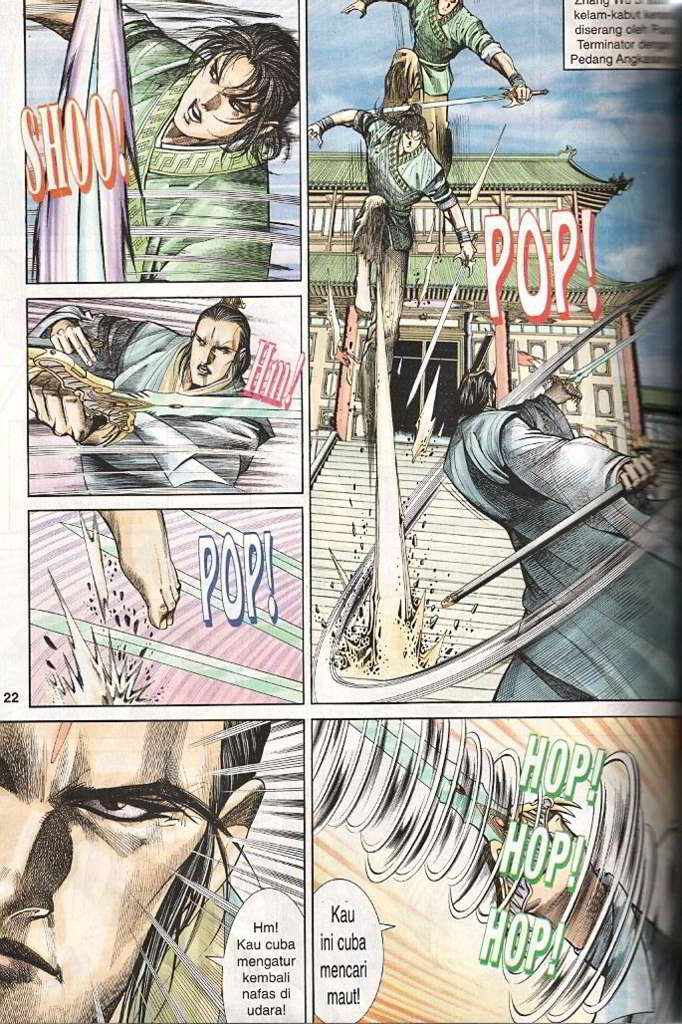 SHOO!
Zhang Wu
kelam-kabut
diserang oleh
Terminator dengan
Pedang Angkasa
POP!
Hm!
POP!
22
Hm!
Kau cuba
mengatur
kembali
nafas di
udara!
Kau
ini cuba
mencari
maut!
HOP!
HOP!
HOP!